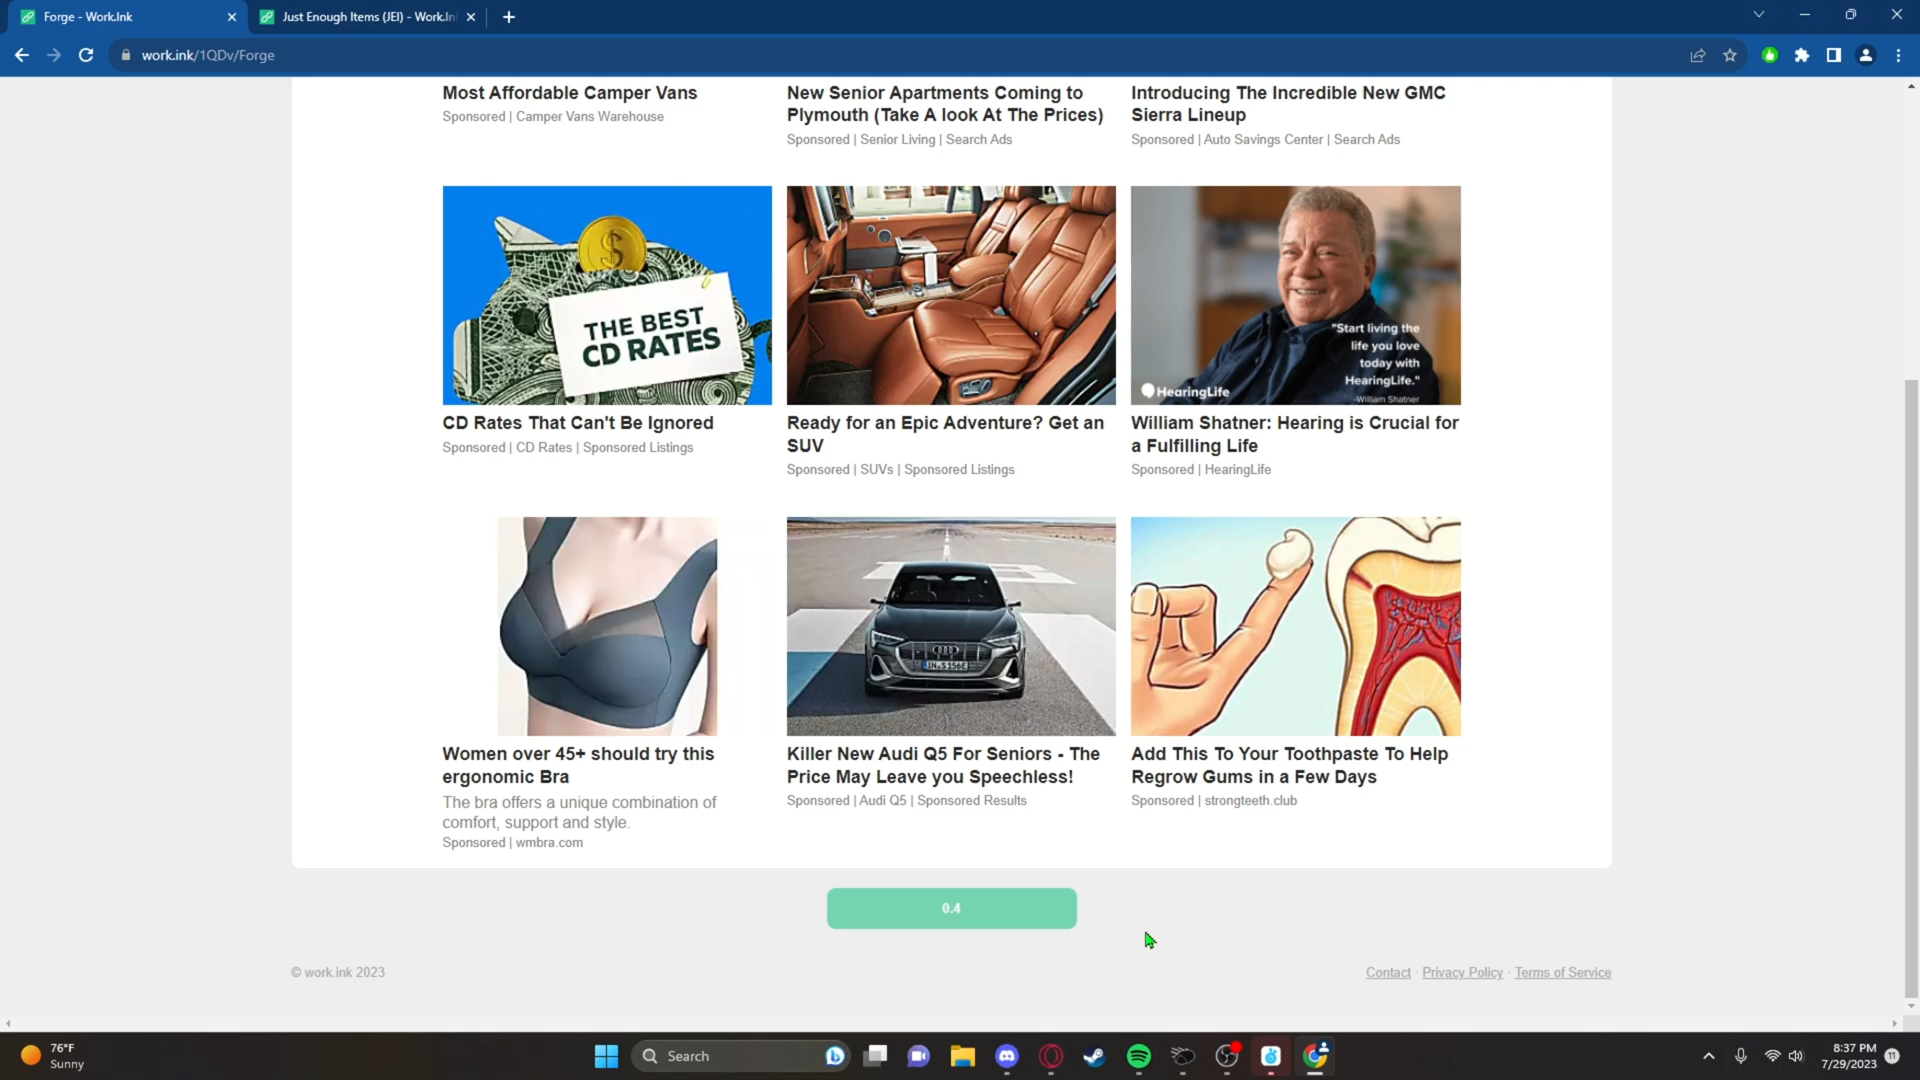 Forge - Work.Ink
Just Enough Items (JEI) - Work.In
work.ink/1QDv/Forge
Most Affordable Camper Vans
Sponsored | Camper Vans Warehouse
New Senior Apartments Coming to
Plymouth (Take A look At The Prices)
Sponsored | Senior Living | Search Ads
Introducing The Incredible New GMC
Sierra Lineup
Sponsored | Auto Savings Center | Search Ads
$
THE BEST
CD RATES
"Start living the
life you love
today with
HearingLife."
-William Shatner
HearingLife
CD Rates That Can't Be Ignored
Sponsored | CD Rates | Sponsored Listings
Ready for an Epic Adventure? Get an
SUV
Sponsored | SUVs | Sponsored Listings
William Shatner: Hearing is Crucial for
a Fulfilling Life
Sponsored | HearingLife
IN·S156E
Women over 45+ should try this
ergonomic Bra
The bra offers a unique combination of
comfort, support and style.
Sponsored | wmbra.com
Killer New Audi Q5 For Seniors - The
Price May Leave you Speechless!
Sponsored | Audi Q5 | Sponsored Results
Add This To Your Toothpaste To Help
Regrow Gums in a Few Days
Sponsored | strongteeth.club
0.4
© work.ink 2023
Contact · Privacy Policy · Terms of Service
76°F
Sunny
Search
8:37 PM
7/29/2023
11